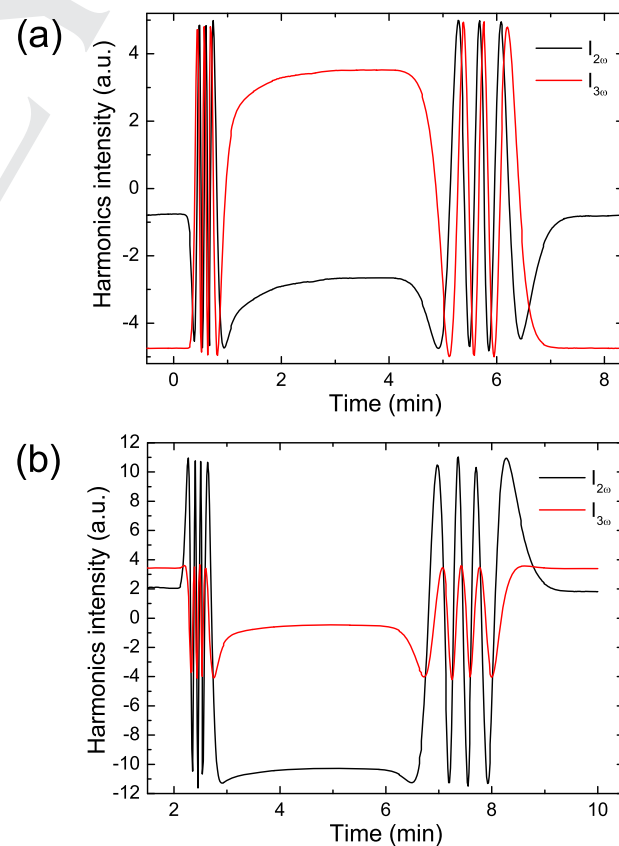 (a)
Harmonics intensity (a.u.)
4
2
0
-2
-4
I2ω
I3ω
0 2 4 6 8
Time (min)
(b)
Harmonics intensity (a.u.)
12
10
8
6
4
2
0
-2
-4
-6
-8
-10
-12
I2ω
I3ω
2 4 6 8 10
Time (min)